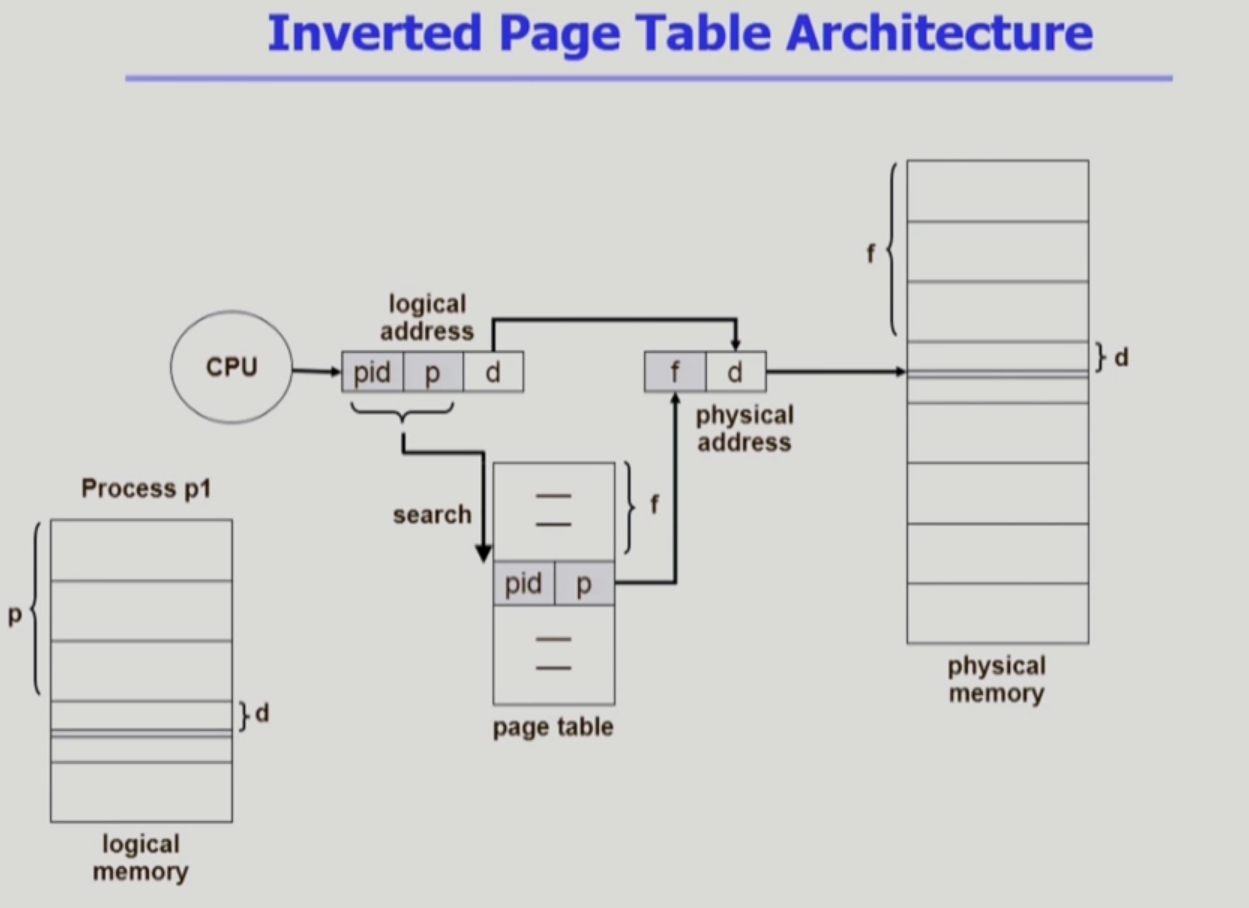 Inverted Page Table Architecture
logical
address
CPU
pid p d
f d
physical
address
f
d
search
f
pid p
page table
Process p1
p
d
logical
memory
physical
memory